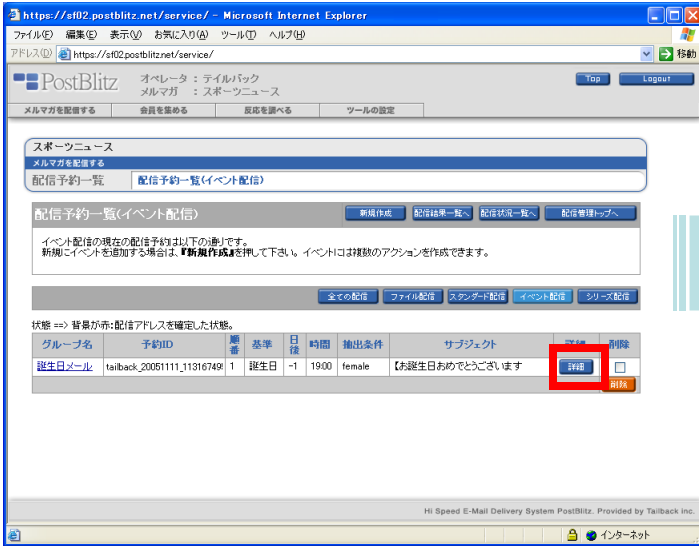 https://sf02.postblitz.net/service/ - Microsoft Internet Explorer
ファイル(F) 編集(E) 表示(V) お気に入り(A) ツール(T) ヘルプ(H)
アドレス(D) https://sf02.postblitz.net/service/ 移動
PostBlitz オペレータ : テイルバック Top Logout
メルマガ : スポーツニュース
メルマガを配信する 会員を集める 反応を調べる ツールの設定
スポーツニュース
メルマガを配信する
配信予約一覧 配信予約一覧(イベント配信)
配信予約一覧(イベント配信) 新規作成 配信結果一覧へ 配信状況一覧へ 配信管理トップへ
イベント配信の現在の配信予約は以下の通りです。
新規にイベントを追加する場合は、『新規作成』を押して下さい。イベントには複数のアクションを作成できます。
全ての配信 ファイル配信 スタンダード配信 イベント配信 シリーズ配信
状態 ==> 背景が赤:配信アドレスを確定した状態。
グループ名 予約ID 順番 基準 日後 時間 抽出条件 サブジェクト 詳細 削除
誕生日メール tailback_20051111_11316749 1 誕生日 -1 19:00 female 【お誕生日おめでとうございます 詳細
削除
Hi Speed E-Mail Delivery System PostBlitz. Provided by Tailback inc.
インターネット